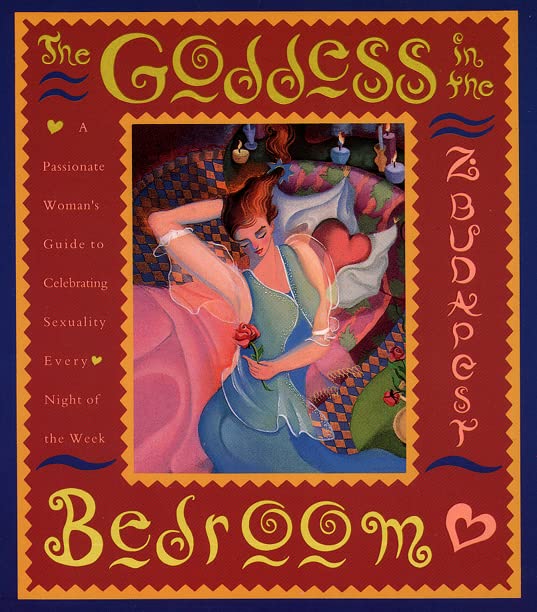 The GODDESS in
the
A
Passionate
Woman's
Guide to
Celebrating
Sexuality
Every
Night of
the Week
Z. BUDAPEST
BedrOOm